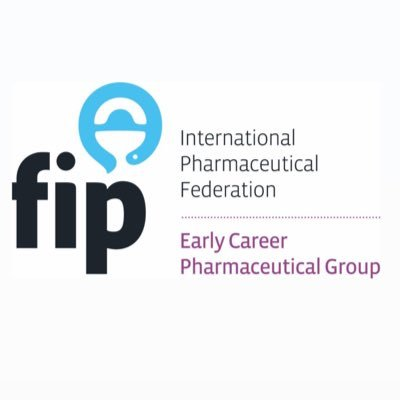 fip
International
Pharmaceutical
Federation
Early Career
Pharmaceutical Group